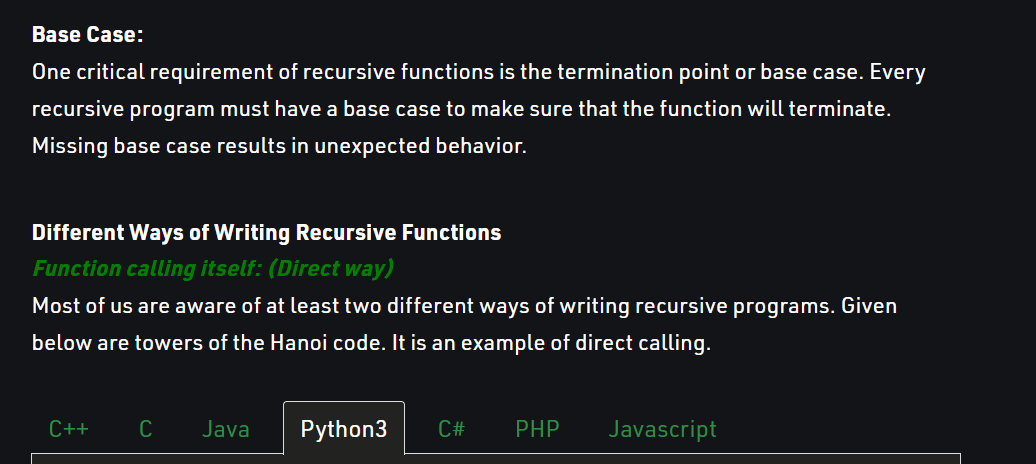 Base Case:
One critical requirement of recursive functions is the termination point or base case. Every
recursive program must have a base case to make sure that the function will terminate.
Missing base case results in unexpected behavior.
Different Ways of Writing Recursive Functions
Function calling itself: (Direct way)
Most of us are aware of at least two different ways of writing recursive programs. Given
below are towers of the Hanoi code. It is an example of direct calling.
C++ C Java Python3 C# PHP Javascript